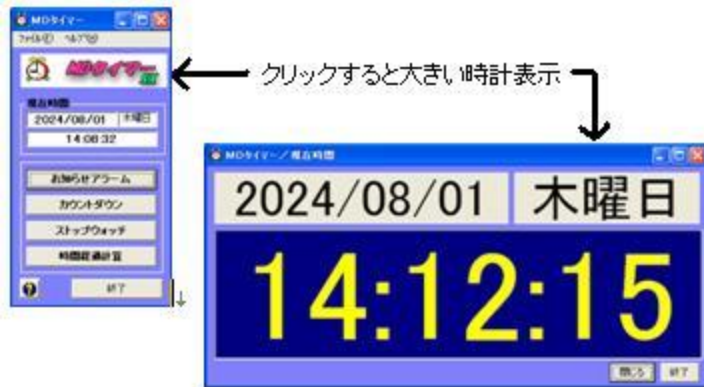 MDタイマー
ファイル(F) ヘルプ(H)
MDタイマー
クリックすると大きい時計表示
現在時間
2024/08/01 木曜日
14:08:32
お知らせアラーム
カウントダウン
ストップウォッチ
時間経過計算
? 終了
↓
MDタイマー／現在時間
2024/08/01 木曜日
14:12:15
閉じる 終了